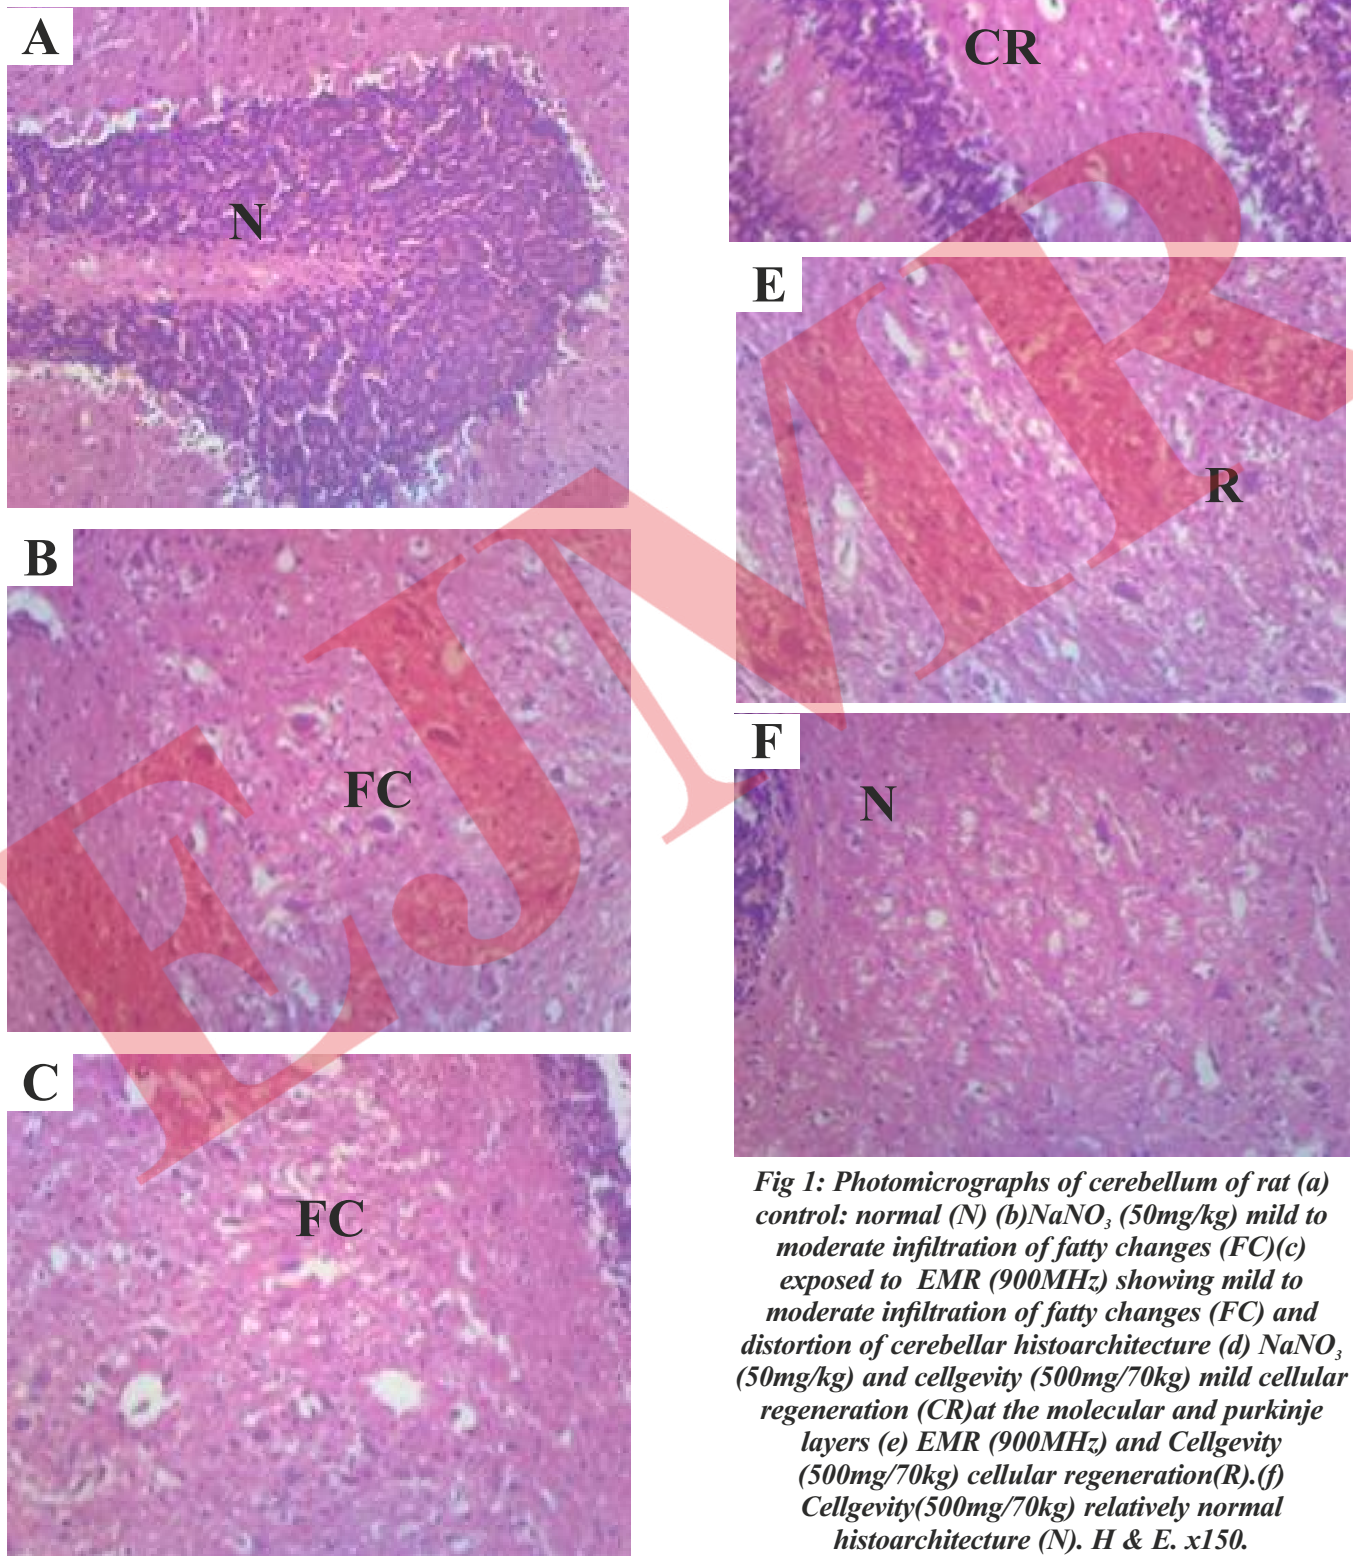 A
N
B
FC
C
FC
CR
E
R
F
N
EJMR
Fig 1: Photomicrographs of cerebellum of rat (a)
control: normal (N) (b)NaNO₃ (50mg/kg) mild to
moderate infiltration of fatty changes (FC)(c)
exposed to EMR (900MHz) showing mild to
moderate infiltration of fatty changes (FC) and
distortion of cerebellar histoarchitecture (d) NaNO₃
(50mg/kg) and cellgevity (500mg/70kg) mild cellular
regeneration (CR)at the molecular and purkinje
layers (e) EMR (900MHz) and Cellgevity
(500mg/70kg) cellular regeneration(R).(f)
Cellgevity(500mg/70kg) relatively normal
histoarchitecture (N). H & E. x150.